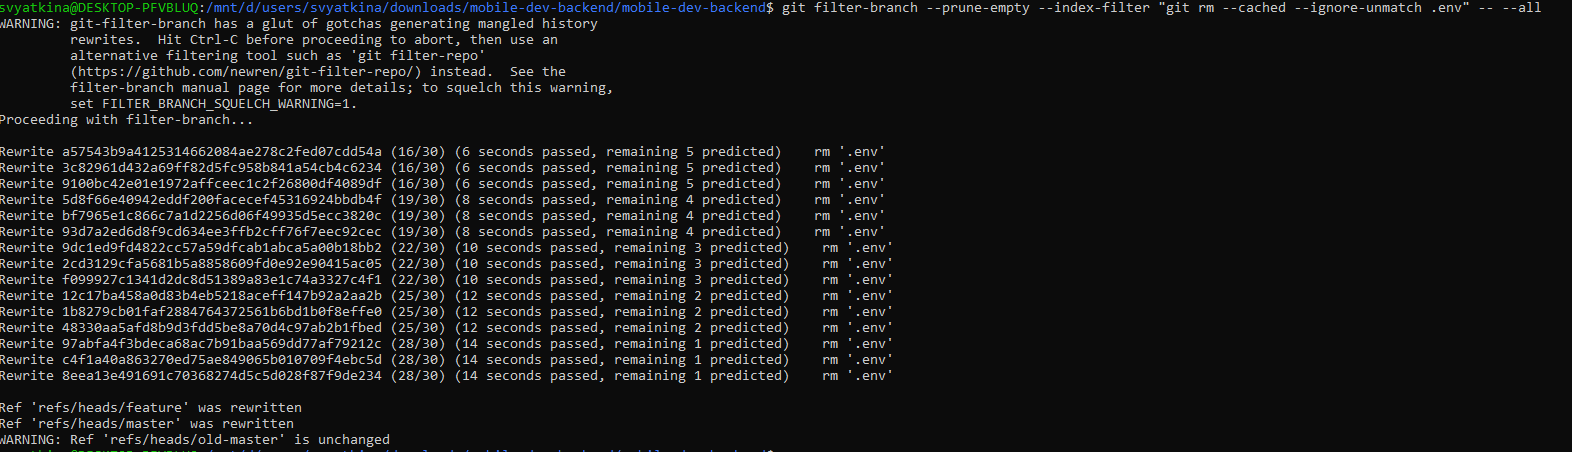 svyatkina@DESKTOP-PFVBLUQ:/mnt/d/users/svyatkina/downloads/mobile-dev-backend/mobile-dev-backend$ git filter-branch --prune-empty --index-filter "git rm --cached --ignore-unmatch .env" -- --all
WARNING: git-filter-branch has a glut of gotchas generating mangled history
rewrites. Hit Ctrl-C before proceeding to abort, then use an
alternative filtering tool such as 'git filter-repo'
(https://github.com/newren/git-filter-repo/) instead. See the
filter-branch manual page for more details; to squelch this warning,
set FILTER_BRANCH_SQUELCH_WARNING=1.
Proceeding with filter-branch...
Rewrite a57543b9a4125314662084ae278c2fed07cdd54a (16/30) (6 seconds passed, remaining 5 predicted) rm '.env'
Rewrite 3c82961d432a69ff82d5fc958b841a54cb4c6234 (16/30) (6 seconds passed, remaining 5 predicted) rm '.env'
Rewrite 9100bc42e01e1972affceec1c2f26800df4089df (16/30) (6 seconds passed, remaining 5 predicted) rm '.env'
Rewrite 5d8f66e40942eddf200facecef45316924bbdb4f (19/30) (8 seconds passed, remaining 4 predicted) rm '.env'
Rewrite bf7965e1c866c7a1d2256d06f49935d5ecc3820c (19/30) (8 seconds passed, remaining 4 predicted) rm '.env'
Rewrite 93d7a2ed6d8f9cd634ee3ffb2cff76f7eec92cec (19/30) (8 seconds passed, remaining 4 predicted) rm '.env'
Rewrite 9dc1ed9fd4822cc57a59dfcab1abca5a00b18bb2 (22/30) (10 seconds passed, remaining 3 predicted) rm '.env'
Rewrite 2cd3129cfa5681b5a8858609fd0e92e90415ac05 (22/30) (10 seconds passed, remaining 3 predicted) rm '.env'
Rewrite f099927c1341d2dc8d51389a83e1c74a3327c4f1 (22/30) (10 seconds passed, remaining 3 predicted) rm '.env'
Rewrite 12c17ba458a0d83b4eb5218aceff147b92a2aa2b (25/30) (12 seconds passed, remaining 2 predicted) rm '.env'
Rewrite 1b8279cb01faf2884764372561b6bd1b0f8effe0 (25/30) (12 seconds passed, remaining 2 predicted) rm '.env'
Rewrite 48330aa5afd8b9d3fdd5be8a70d4c97ab2b1fbed (25/30) (12 seconds passed, remaining 2 predicted) rm '.env'
Rewrite 97abfa4f3bdeca68ac7b91baa569dd77af79212c (28/30) (14 seconds passed, remaining 1 predicted) rm '.env'
Rewrite c4f1a40a863270ed75ae849065b010709f4ebc5d (28/30) (14 seconds passed, remaining 1 predicted) rm '.env'
Rewrite 8eea13e491691c70368274d5c5d028f87f9de234 (28/30) (14 seconds passed, remaining 1 predicted) rm '.env'
Ref 'refs/heads/feature' was rewritten
Ref 'refs/heads/master' was rewritten
WARNING: Ref 'refs/heads/old-master' is unchanged